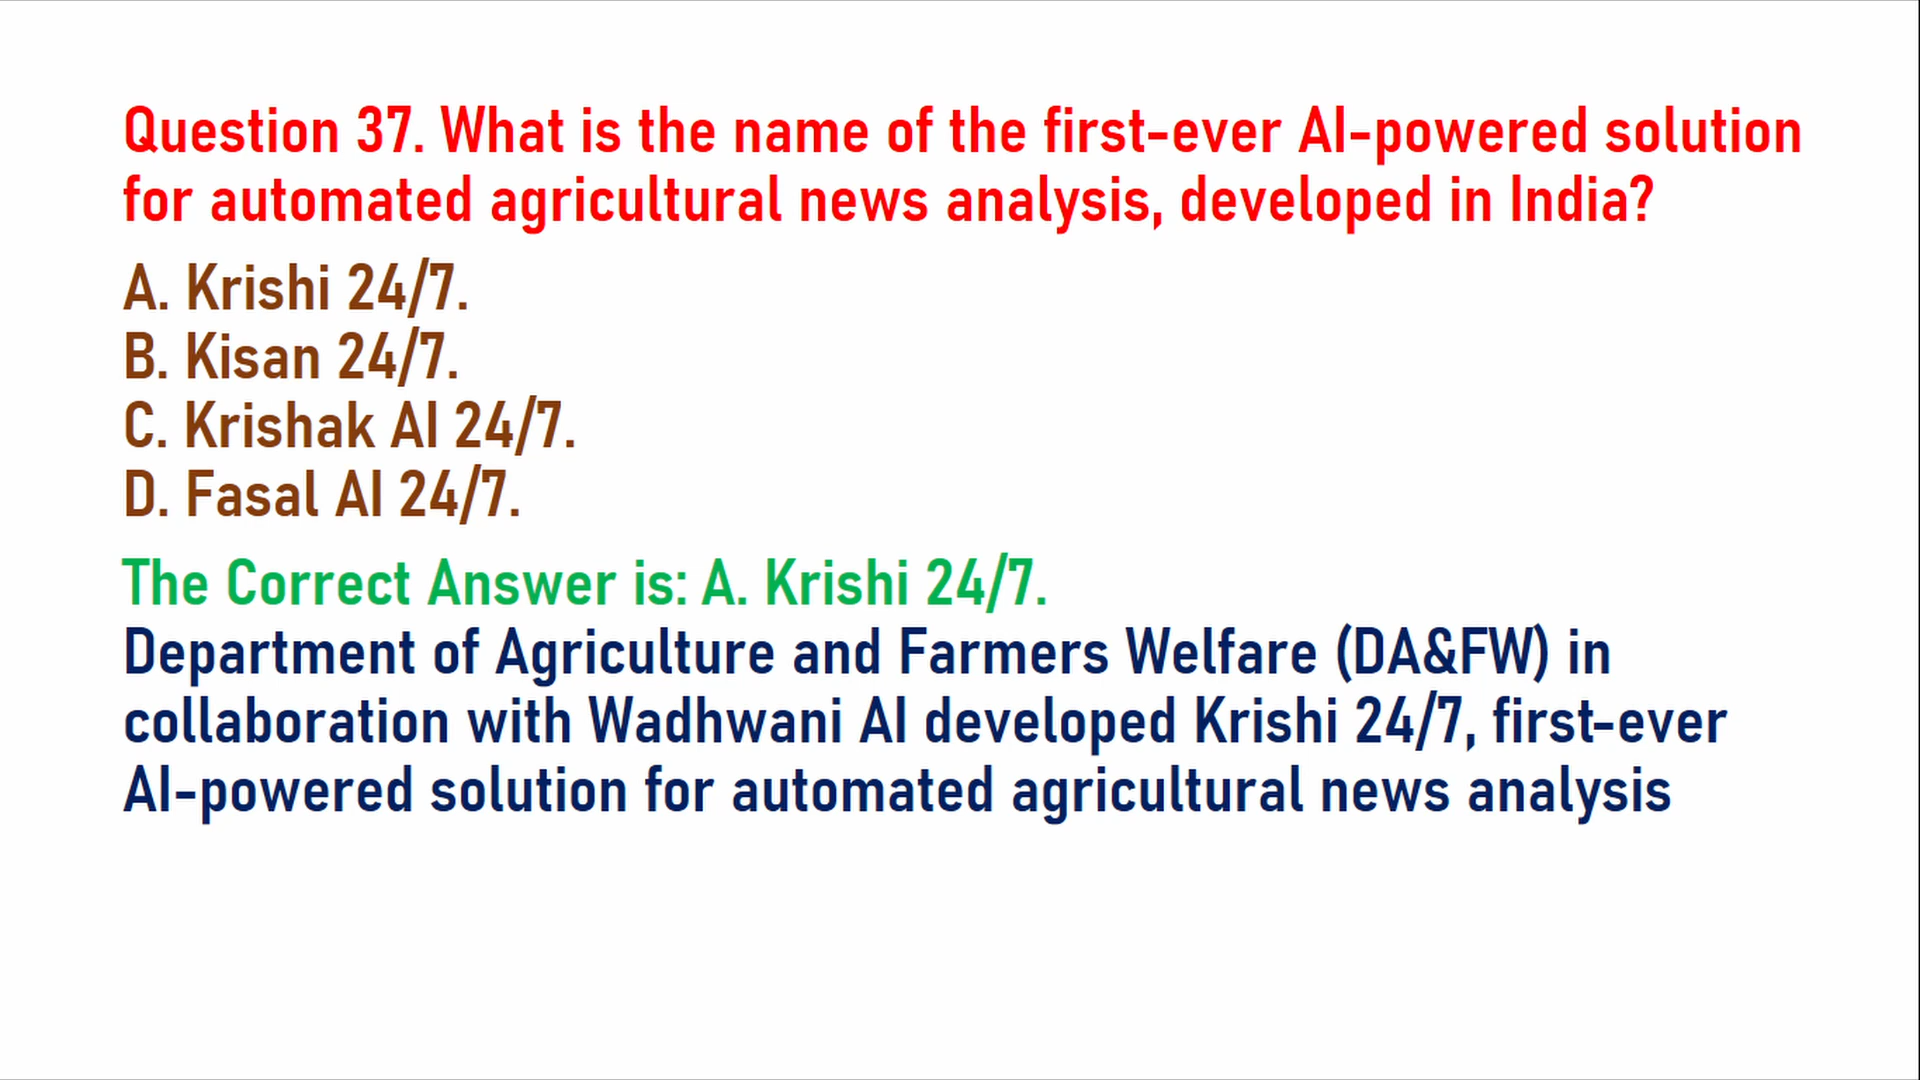 Question 37. What is the name of the first-ever AI-powered solution
for automated agricultural news analysis, developed in India?
A. Krishi 24/7.
B. Kisan 24/7.
C. Krishak AI 24/7.
D. Fasal AI 24/7.
The Correct Answer is: A. Krishi 24/7.
Department of Agriculture and Farmers Welfare (DA&FW) in
collaboration with Wadhwani AI developed Krishi 24/7, first-ever
AI-powered solution for automated agricultural news analysis